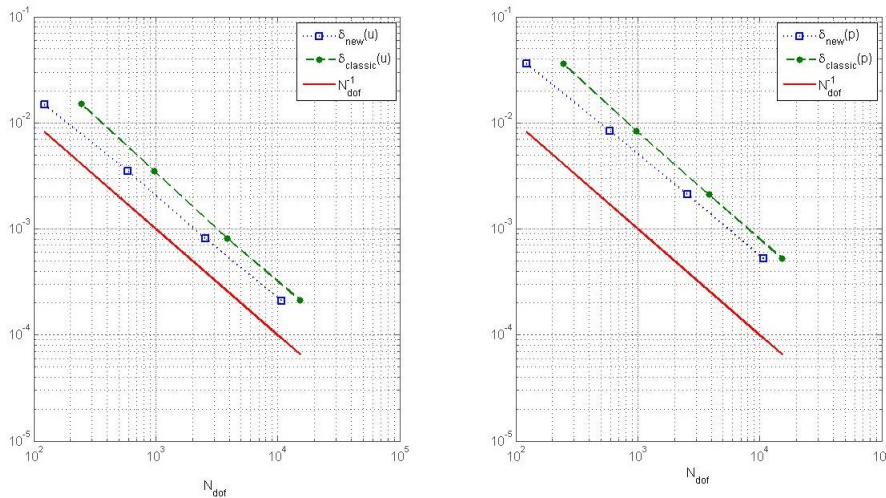 10^-1
10^-2
10^-3
10^-4
10^-5
10^2
10^3
10^4
10^5
N_dof
δ_new(u)
δ_classic(u)
N_dof^-1
10^-1
10^-2
10^-3
10^-4
10^-5
10^2
10^3
10^4
10
N_dof
δ_new(p)
δ_classic(p)
N_dof^-1